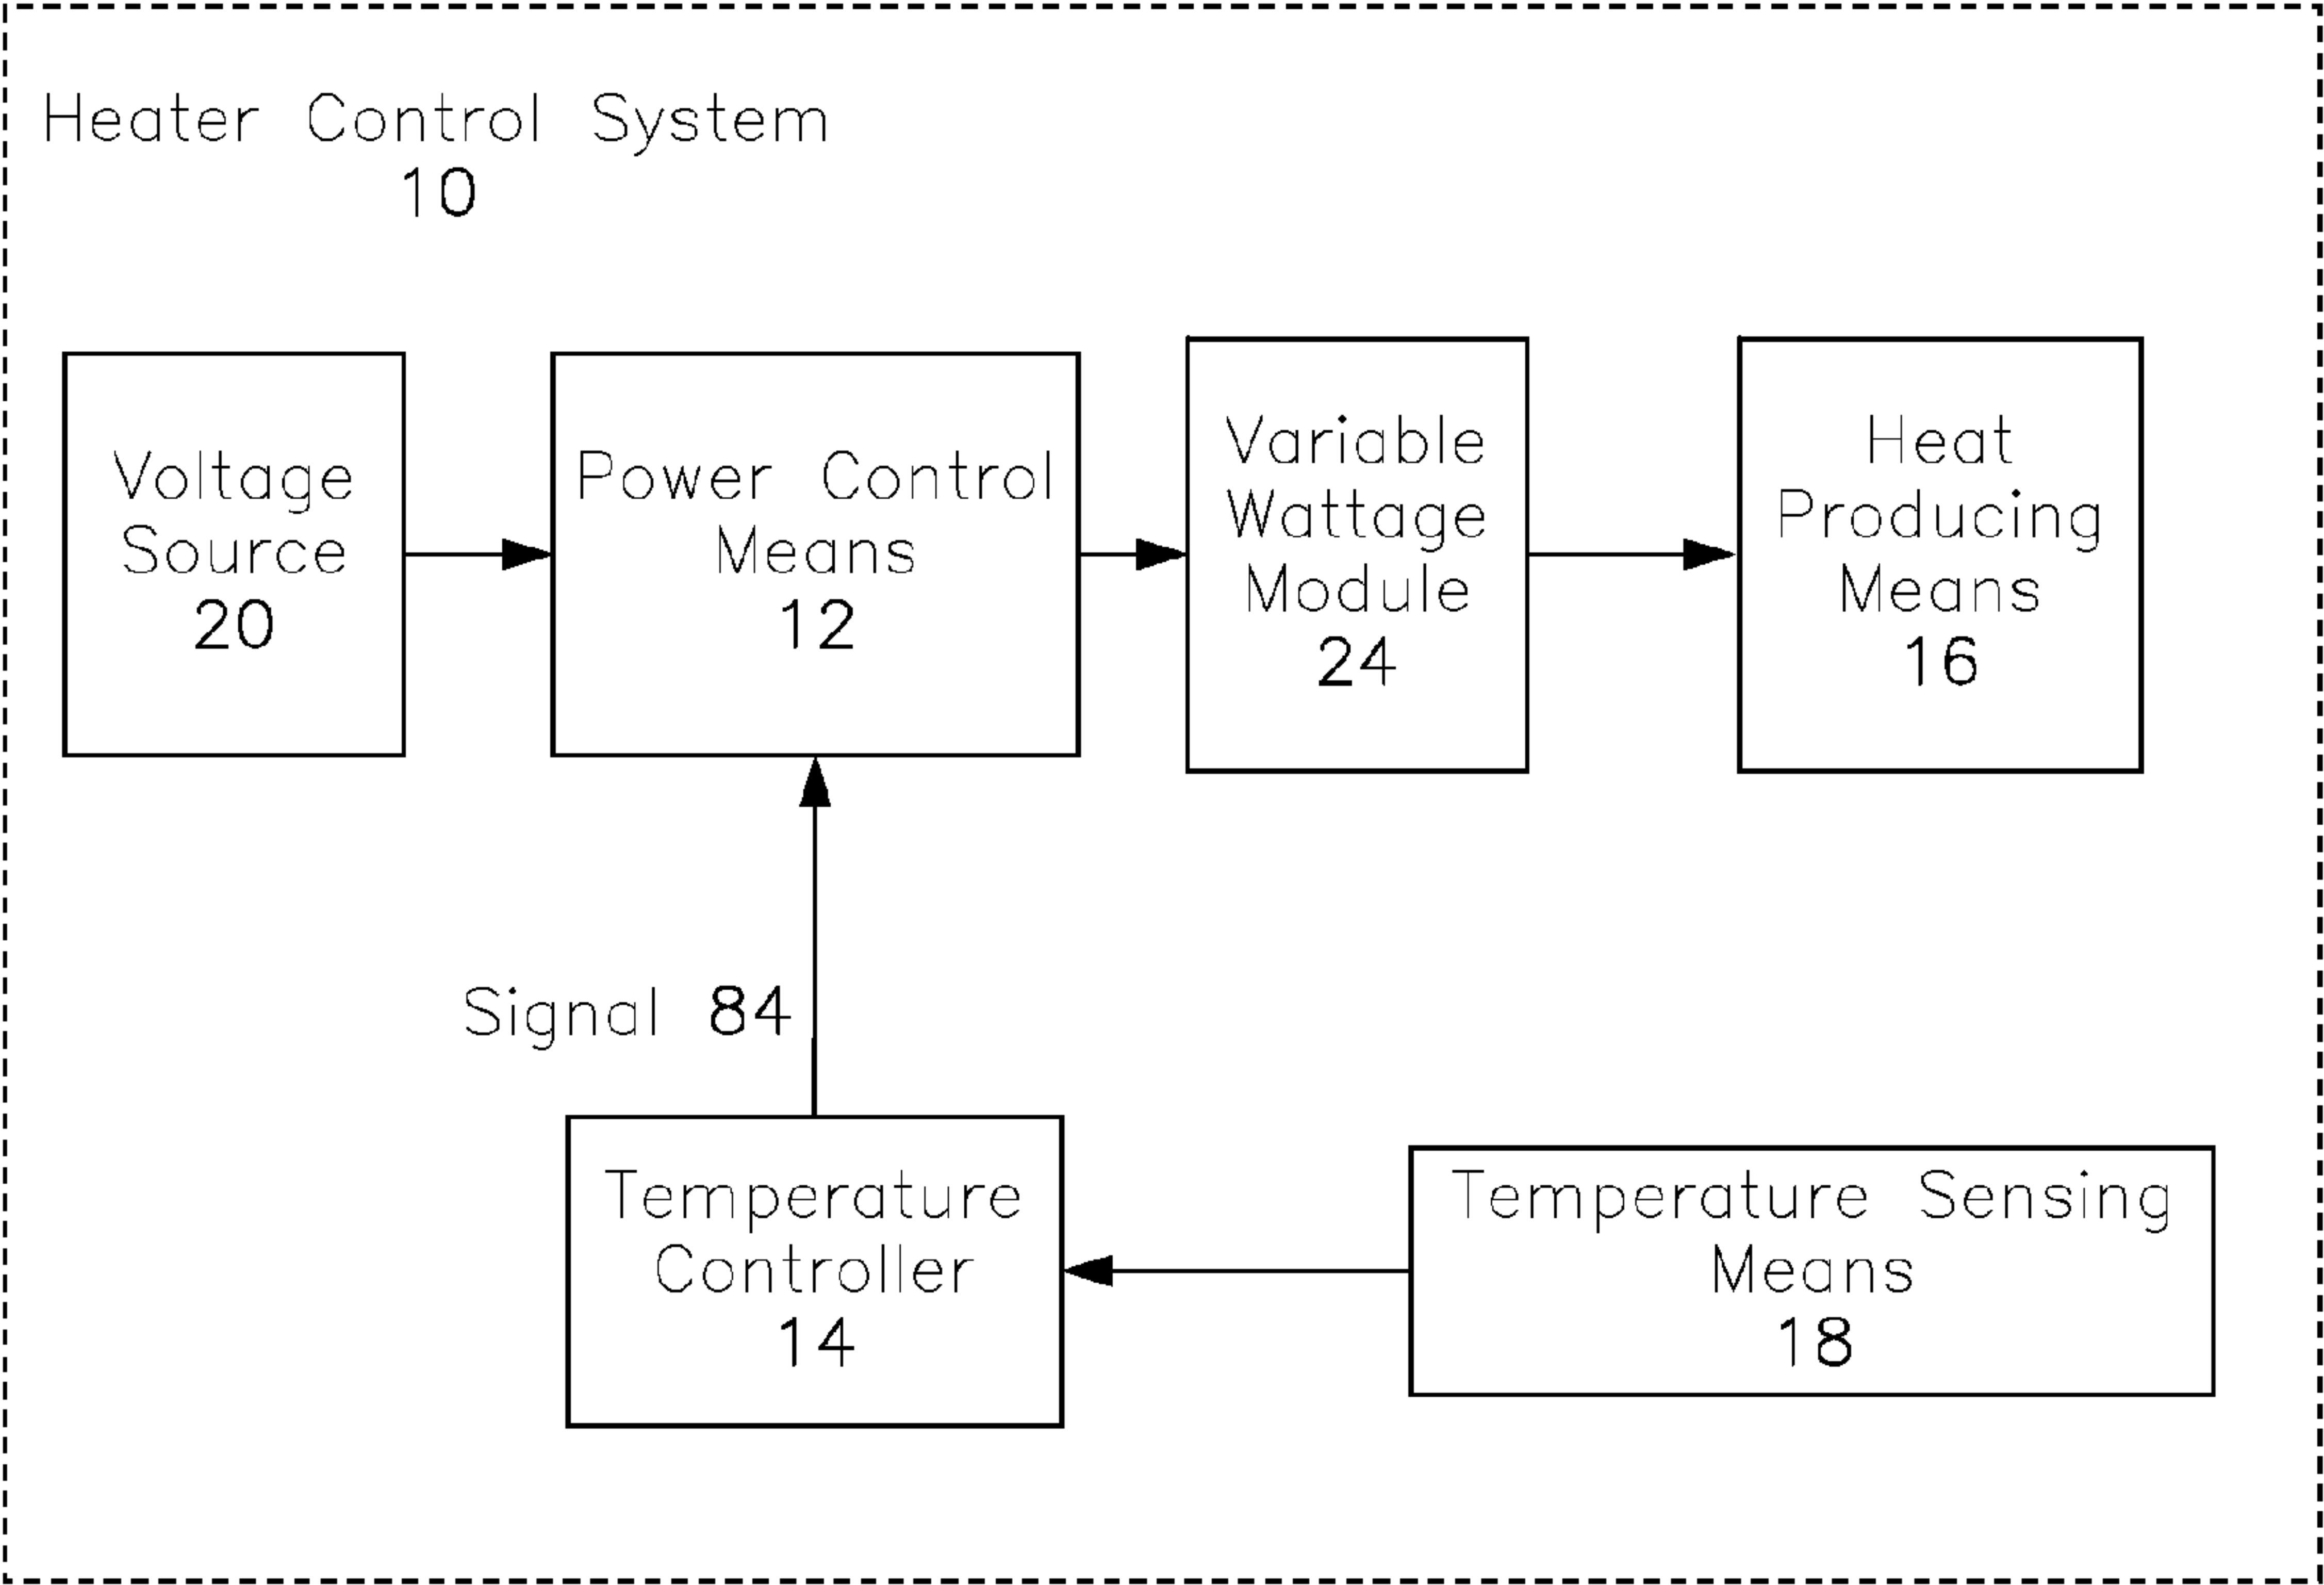 Heater Control System
10
Voltage
Source
20
Power Control
Means
12
Variable
Wattage
Module
24
Heat
Producing
Means
16
Signal 84
Temperature
Controller
14
Temperature Sensing
Means
18